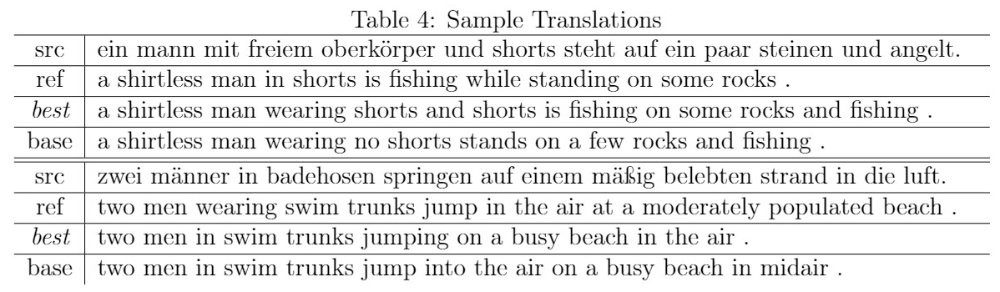 Table 4: Sample Translations
src ein mann mit freiem oberkörper und shorts steht auf ein paar steinen und angelt.
ref a shirtless man in shorts is fishing while standing on some rocks .
best a shirtless man wearing shorts and shorts is fishing on some rocks and fishing .
base a shirtless man wearing no shorts stands on a few rocks and fishing .
src zwei männer in badehosen springen auf einem mäßig belebten strand in die luft.
ref two men wearing swim trunks jump in the air at a moderately populated beach .
best two men in swim trunks jumping on a busy beach in the air .
base two men in swim trunks jump into the air on a busy beach in midair .